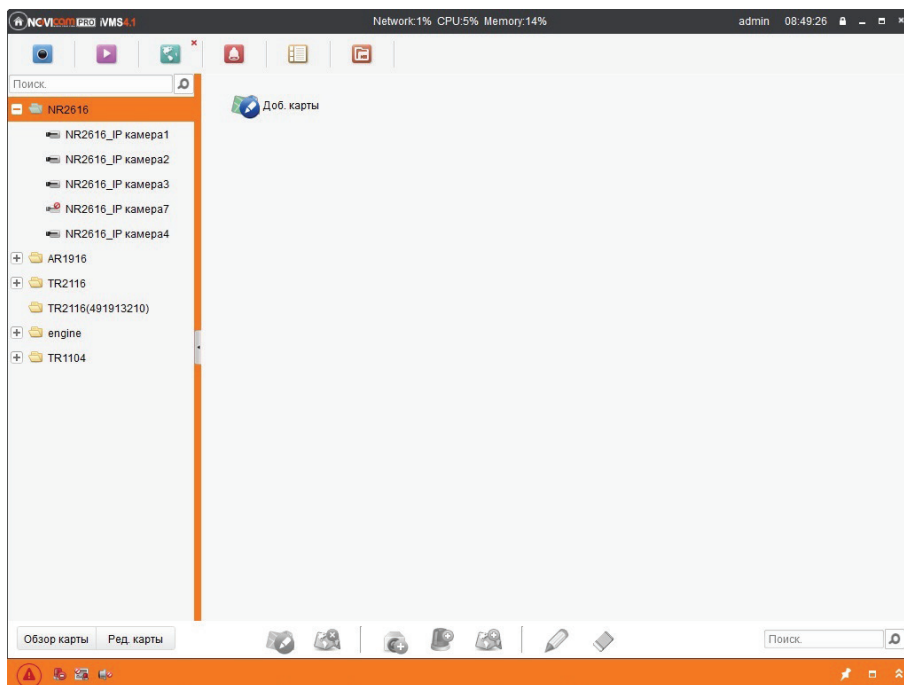 NOVIcom PRO iVMS4.1 Network:1% CPU:5% Memory:14% admin 08:49:26
Поиск.
NR2616
Доб. карты
NR2616_IP камера1
NR2616_IP камера2
NR2616_IP камера3
NR2616_IP камера7
NR2616_IP камера4
AR1916
TR2116
TR2116(491913210)
engine
TR1104
Обзор карты Ред. карты Поиск.